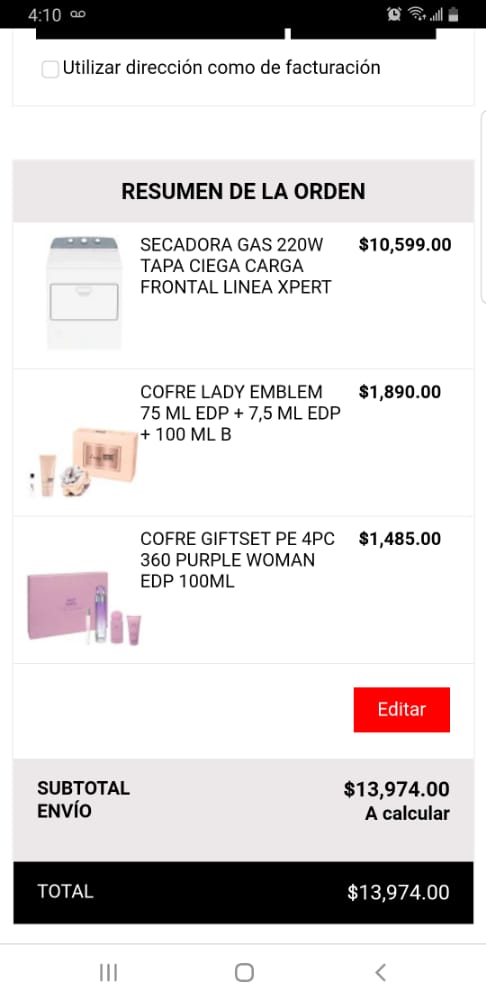 4:10
Utilizar dirección como de facturación
RESUMEN DE LA ORDEN
SECADORA GAS 220W $10,599.00
TAPA CIEGA CARGA
FRONTAL LINEA XPERT
COFRE LADY EMBLEM $1,890.00
75 ML EDP + 7,5 ML EDP
+ 100 ML B
COFRE GIFTSET PE 4PC $1,485.00
360 PURPLE WOMAN
EDP 100ML
Editar
SUBTOTAL $13,974.00
ENVÍO A calcular
TOTAL $13,974.00